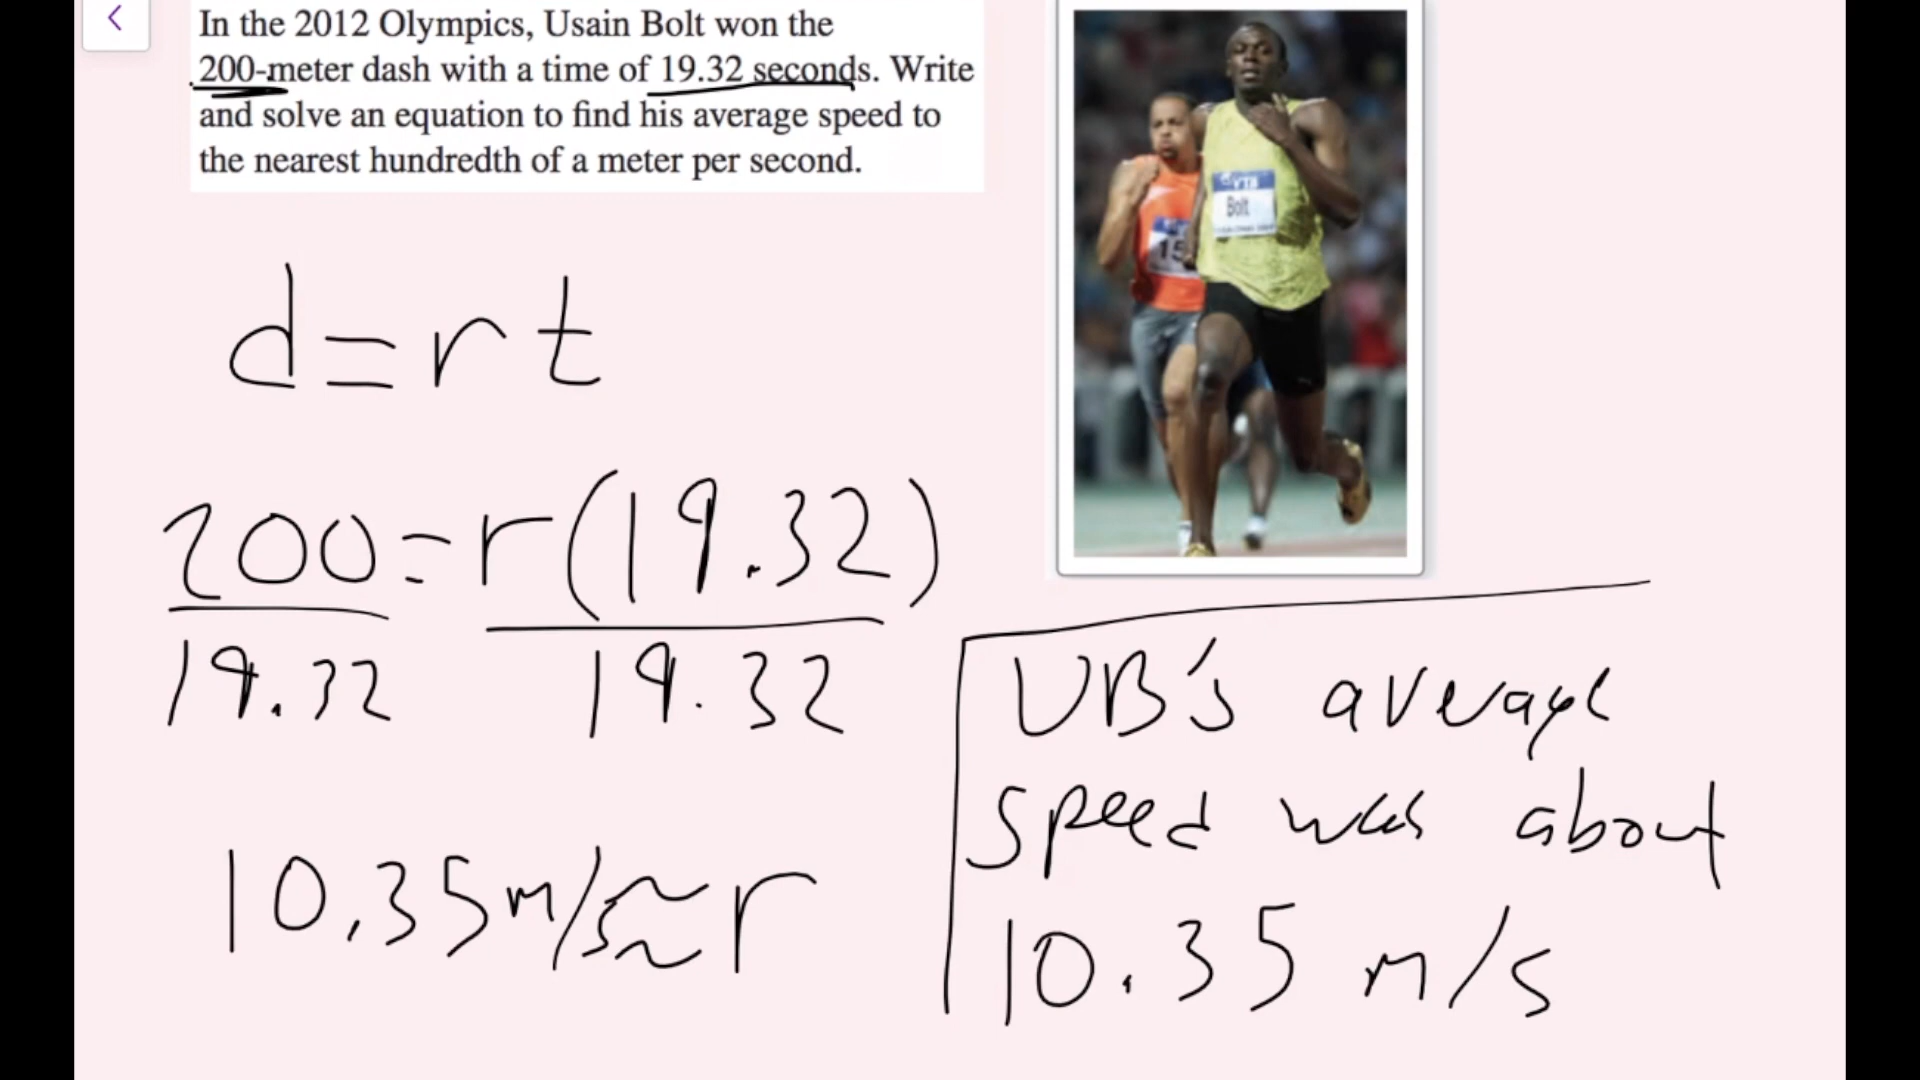 In the 2012 Olympics, Usain Bolt won the
200-meter dash with a time of 19.32 seconds. Write
and solve an equation to find his average speed to
the nearest hundredth of a meter per second.
VTB
Bolt
15
d=rt
200=r(19.32)
19.32 19.32
10.35m/s≈r
UB's average
speed was about
10.35 m/s